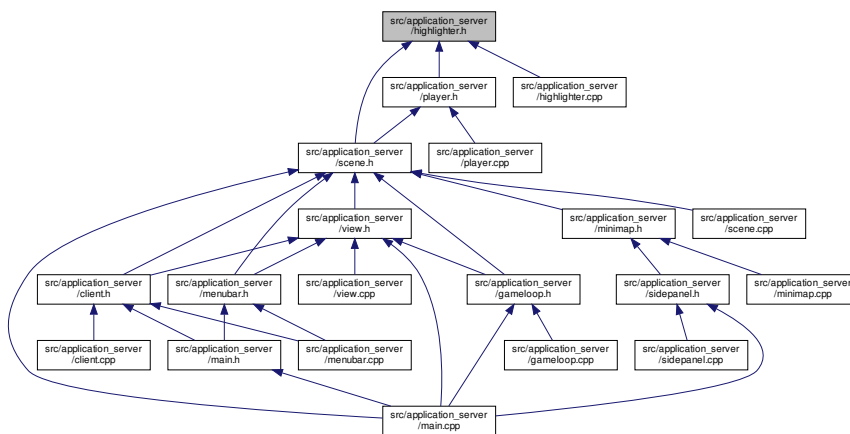 src/application_server
/highlighter.h
src/application_server
/player.h
src/application_server
/highlighter.cpp
src/application_server
/scene.h
src/application_server
/player.cpp
src/application_server
/view.h
src/application_server
/minimap.h
src/application_server
/scene.cpp
src/application_server
/client.h
src/application_server
/menubar.h
src/application_server
/view.cpp
src/application_server
/gameloop.h
src/application_server
/sidepanel.h
src/application_server
/minimap.cpp
src/application_server
/client.cpp
src/application_server
/main.h
src/application_server
/menubar.cpp
src/application_server
/gameloop.cpp
src/application_server
/sidepanel.cpp
src/application_server
/main.cpp